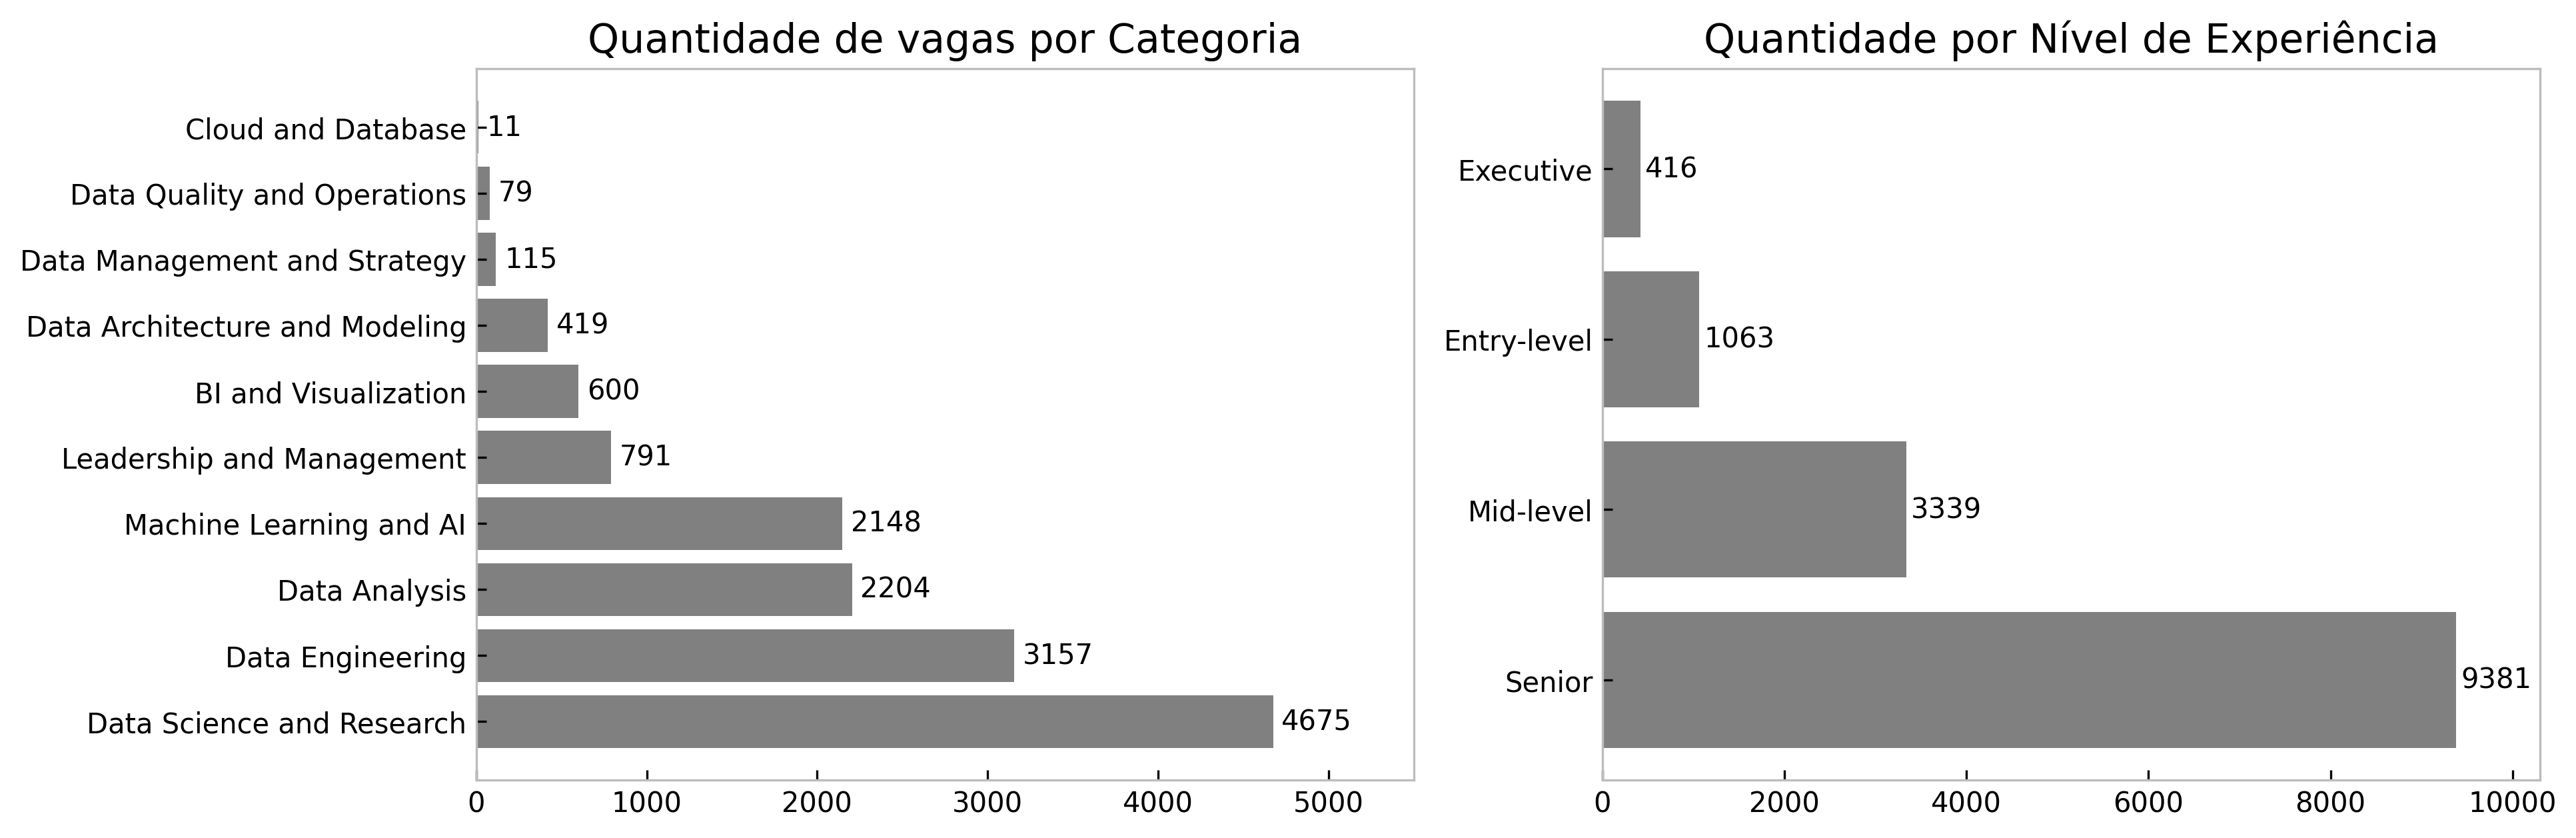 Quantidade de vagas por Categoria
Cloud and Database 11
Data Quality and Operations 79
Data Management and Strategy 115
Data Architecture and Modeling 419
BI and Visualization 600
Leadership and Management 791
Machine Learning and AI 2148
Data Analysis 2204
Data Engineering 3157
Data Science and Research 4675
0 1000 2000 3000 4000 5000
Quantidade por Nível de Experiência
Executive 416
Entry-level 1063
Mid-level 3339
Senior 9381
0 2000 4000 6000 8000 10000